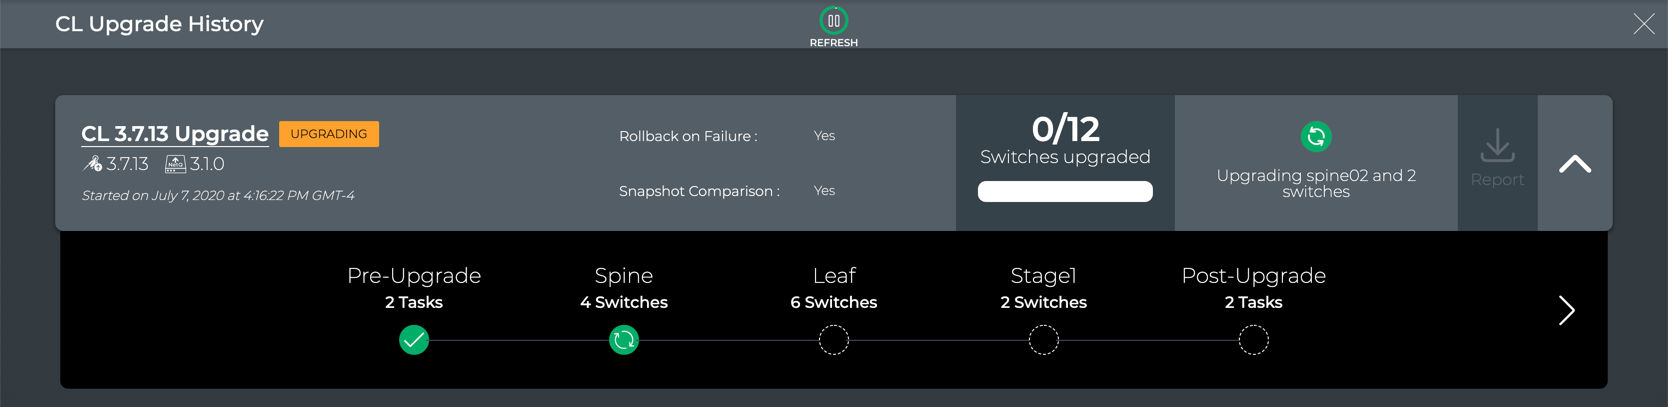 CL Upgrade History
REFRESH
CL 3.7.13 Upgrade
UPGRADING
3.7.13
NetQ
3.1.0
Started on July 7, 2020 at 4:16:22 PM GMT-4
Rollback on Failure :
Yes
Snapshot Comparison :
Yes
0/12
Switches upgraded
Upgrading spine02 and 2
switches
Report
Pre-Upgrade
2 Tasks
Spine
4 Switches
Leaf
6 Switches
Stage1
2 Switches
Post-Upgrade
2 Tasks